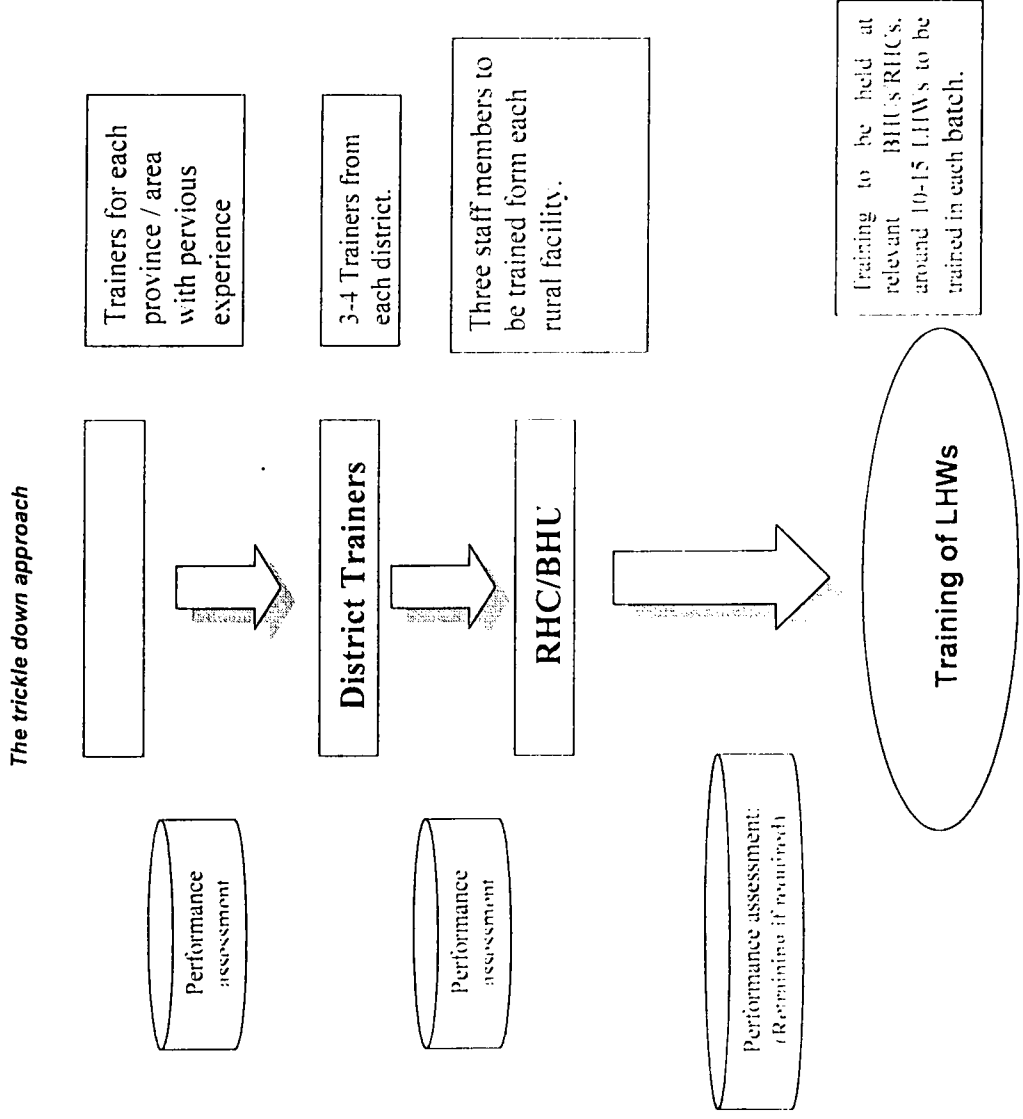 The trickle down approach
Trainers for each
province / area
with pervious
experience
Performance
assessment
District Trainers
3-4 Trainers from
each district.
Performance
assessment
RHC/BHU
Three staff members to
be trained form each
rural facility.
Performance assessment:
(Retraining if required)
Training of LHWs
Training to be held at
relevant BHUs/RHCs.
around 10-15 LHWs to be
trained in each batch.